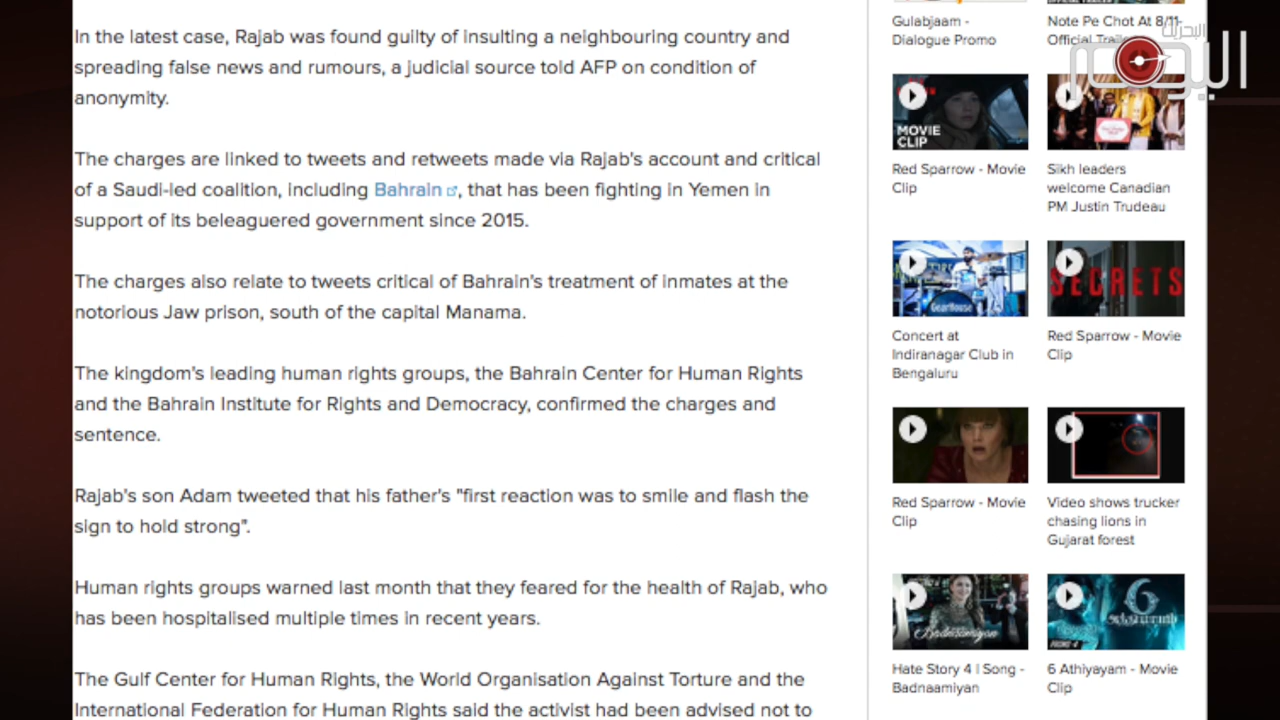 In the latest case, Rajab was found guilty of insulting a neighbouring country and
spreading false news and rumours, a judicial source told AFP on condition of
anonymity.
The charges are linked to tweets and retweets made via Rajab's account and critical
of a Saudi-led coalition, including Bahrain, that has been fighting in Yemen in
support of its beleaguered government since 2015.
The charges also relate to tweets critical of Bahrain's treatment of inmates at the
notorious Jaw prison, south of the capital Manama.
The kingdom's leading human rights groups, the Bahrain Center for Human Rights
and the Bahrain Institute for Rights and Democracy, confirmed the charges and
sentence.
Rajab's son Adam tweeted that his father's "first reaction was to smile and flash the
sign to hold strong".
Human rights groups warned last month that they feared for the health of Rajab, who
has been hospitalised multiple times in recent years.
The Gulf Center for Human Rights, the World Organisation Against Torture and the
International Federation for Human Rights said the activist had been advised not to
Gulabjaam -
Dialogue Promo
Note Pe Chot At 8/11-
Official
البحرين
اليوم
MOVIE
CLIP
Red Sparrow - Movie
Clip
Sikh leaders
welcome Canadian
PM Justin Trudeau
GearHouse
Concert at
Indiranagar Club in
Bengaluru
SECRETS
Red Sparrow - Movie
Clip
Red Sparrow - Movie
Clip
Video shows trucker
chasing lions in
Gujarat forest
Badnaamiyan
Hate Story 4 | Song -
Badnaamiyan
6
6 Athiyayam - Movie
Clip